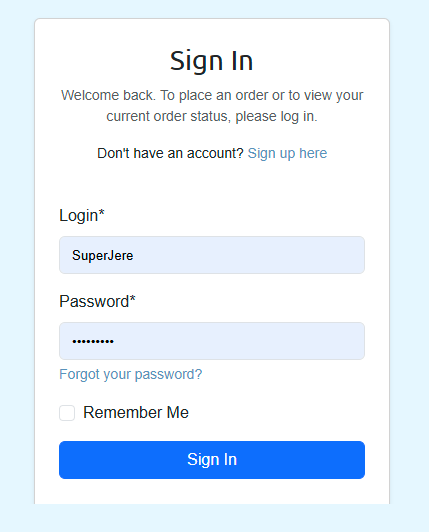 Sign In
Welcome back. To place an order or to view your
current order status, please log in.
Don't have an account? Sign up here
Login*
SuperJere
Password*
•••••••••
Forgot your password?
Remember Me
Sign In